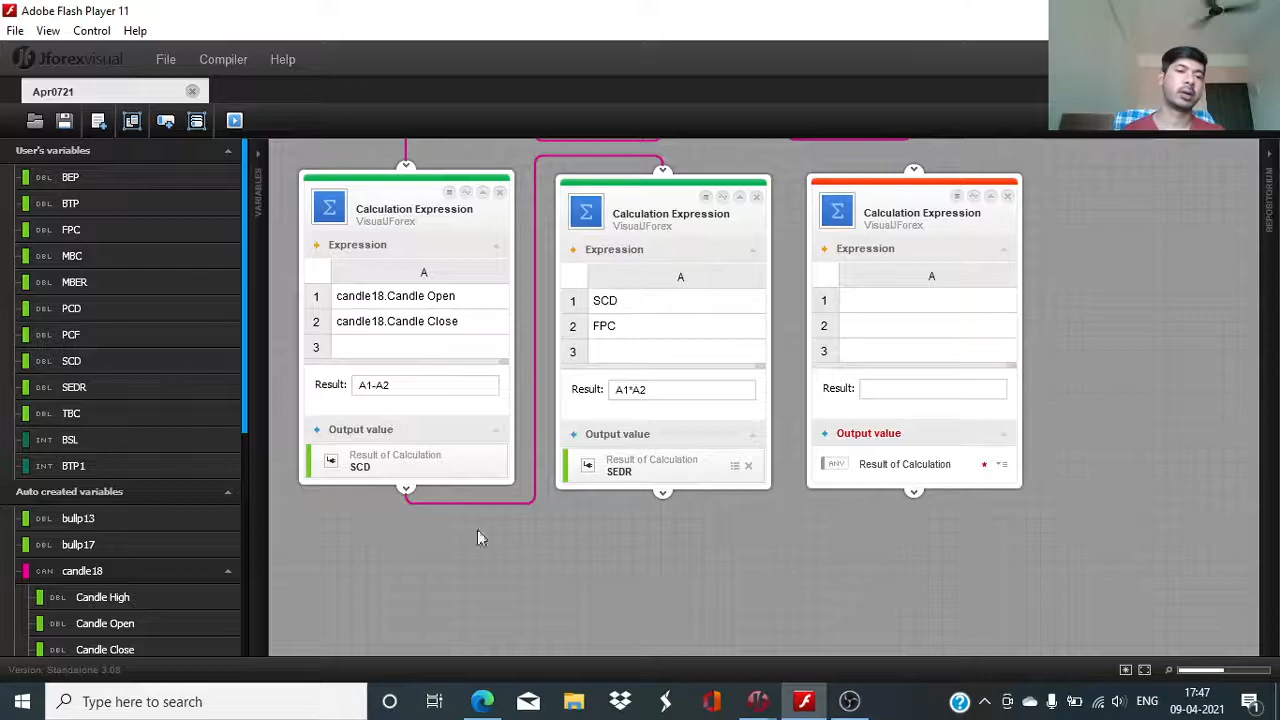 Adobe Flash Player 11
File View Control Help
Jforexvisual File Compiler Help
Apr0721
User's variables
DBL BEP
DBL BTP
DBL FPC
DBL MBC
DBL MBER
DBL PCD
DBL PCF
DBL SCD
DBL SEDR
DBL TBC
INT BSL
INT BTP1
Auto created variables
DBL bullp13
DBL bullp17
CAN candle18
DBL Candle High
DBL Candle Open
DBL Candle Close
VARIABLES
Calculation Expression
VisualJForex
Expression
A
1 candle18.Candle Open
2 candle18.Candle Close
3
Result: A1-A2
Output value
Result of Calculation
SCD
Calculation Expression
VisualJForex
Expression
A
1 SCD
2 FPC
3
Result: A1*A2
Output value
Result of Calculation
SEDR
Calculation Expression
VisualJForex
Expression
A
1
2
3
Result:
Output value
ANY Result of Calculation *
REPOSITORIUM
Version: Standalone 3.08
Type here to search
ENG
17:47
09-04-2021